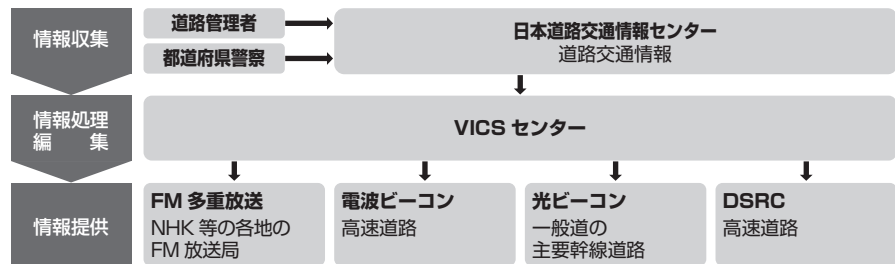 情報収集
道路管理者
都道府県警察
日本道路交通情報センター
道路交通情報
情報処理
編　集
VICS センター
情報提供
FM 多重放送
NHK 等の各地の
FM 放送局
電波ビーコン
高速道路
光ビーコン
一般道の
主要幹線道路
DSRC
高速道路